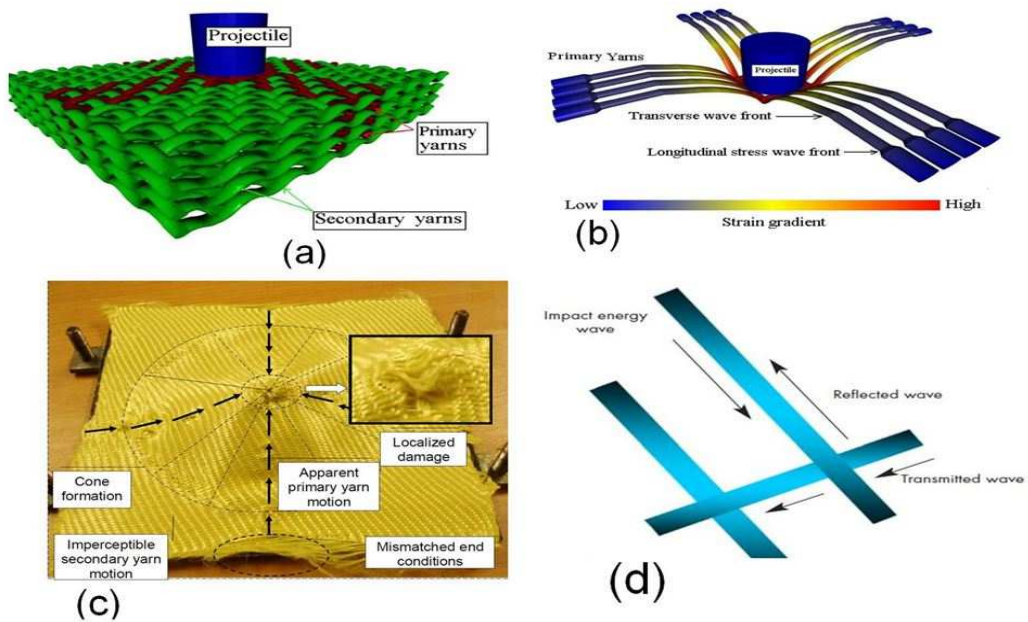 Projectile
Primary
yarns
Secondary yarns
(a)
Primary Yarns
Projectile
Transverse wave front
Longitudinal stress wave front
Low
High
Strain gradient
(b)
Localized
damage
Cone
formation
Apparent
primary yarn
motion
Imperceptible
secondary yarn
motion
Mismatched end
conditions
(c)
Impact energy
wave
Reflected wave
Transmitted wave
(d)